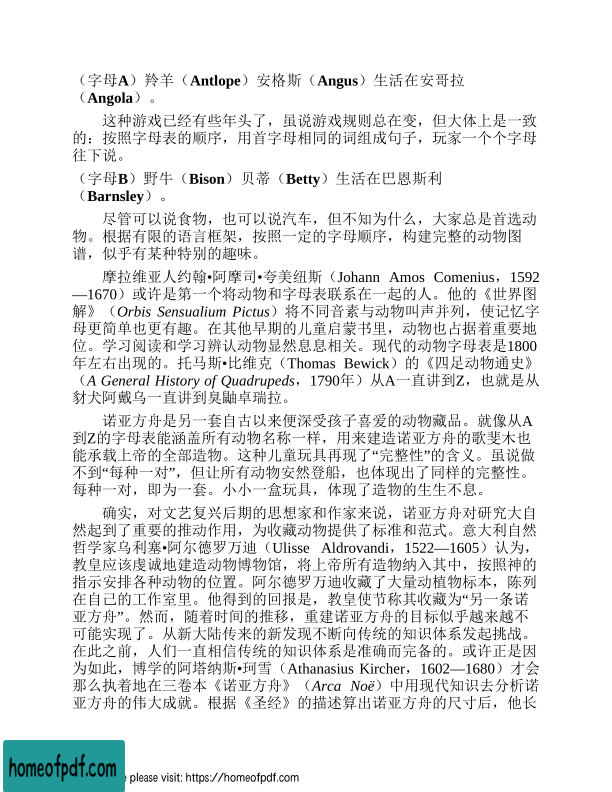 （字母A）羚羊（Antlope）安格斯（Angus）生活在安哥拉
（Angola）。
这种游戏已经有些年头了，虽说游戏规则总在变，但大体上是一致
的：按照字母表的顺序，用首字母相同的词组成句子，玩家一个个字母
往下说。
（字母B）野牛（Bison）贝蒂（Betty）生活在巴恩斯利
（Barnsley）。
尽管可以说食物，也可以说汽车，但不知为什么，大家总是首选动
物。根据有限的语言框架，按照一定的字母顺序，构建完整的动物图
谱，似乎有某种特别的趣味。
摩拉维亚人约翰•阿摩司•夸美纽斯（Johann Amos Comenius，1592
—1670）或许是第一个将动物和字母表联系在一起的人。他的《世界图
解》（Orbis Sensualium Pictus）将不同音素与动物叫声并列，使记忆字
母更简单也更有趣。在其他早期的儿童启蒙书里，动物也占据着重要地
位。学习阅读和学习辨认动物显然息息相关。现代的动物字母表是1800
年左右出现的。托马斯•比维克（Thomas Bewick）的《四足动物通史》
（A General History of Quadrupeds，1790年）从A一直讲到Z，也就是从
豺犬阿戴乌一直讲到臭鼬卓瑞拉。
诺亚方舟是另一套自古以来便深受孩子喜爱的动物藏品。就像从A
到Z的字母表能涵盖所有动物名称一样，用来建造诺亚方舟的歌斐木也
能承载上帝的全部造物。这种儿童玩具再现了“完整性”的含义。虽说做
不到“每种一对”，但让所有动物安然登船，也体现出了同样的完整性。
每种一对，即为一套。小小一盒玩具，体现了造物的生生不息。
确实，对文艺复兴后期的思想家和作家来说，诺亚方舟对研究大自
然起到了重要的推动作用，为收藏动物提供了标准和范式。意大利自然
哲学家乌利塞•阿尔德罗万迪（Ulisse Aldrovandi，1522—1605）认为，
教皇应该虔诚地建造动物博物馆，将上帝所有造物纳入其中，按照神的
指示安排各种动物的位置。阿尔德罗万迪收藏了大量动植物标本，陈列
在自己的工作室里。他得到的回报是，教皇使节称其收藏为“另一条诺
亚方舟”。然而，随着时间的推移，重建诺亚方舟的目标似乎越来越不
可能实现了。从新大陆传来的新发现不断向传统的知识体系发起挑战。
在此之前，人们一直相信传统的知识体系是准确而完备的。或许正是因
为如此，博学的阿塔纳斯•珂雪（Athanasius Kircher，1602—1680）才会
那么执着地在三卷本《诺亚方舟》（Arca Noë）中用现代知识去分析诺
亚方舟的伟大成就。根据《圣经》的描述算出诺亚方舟的尺寸后，他长
homeofpdf.com
please visit: https://homeofpdf.com